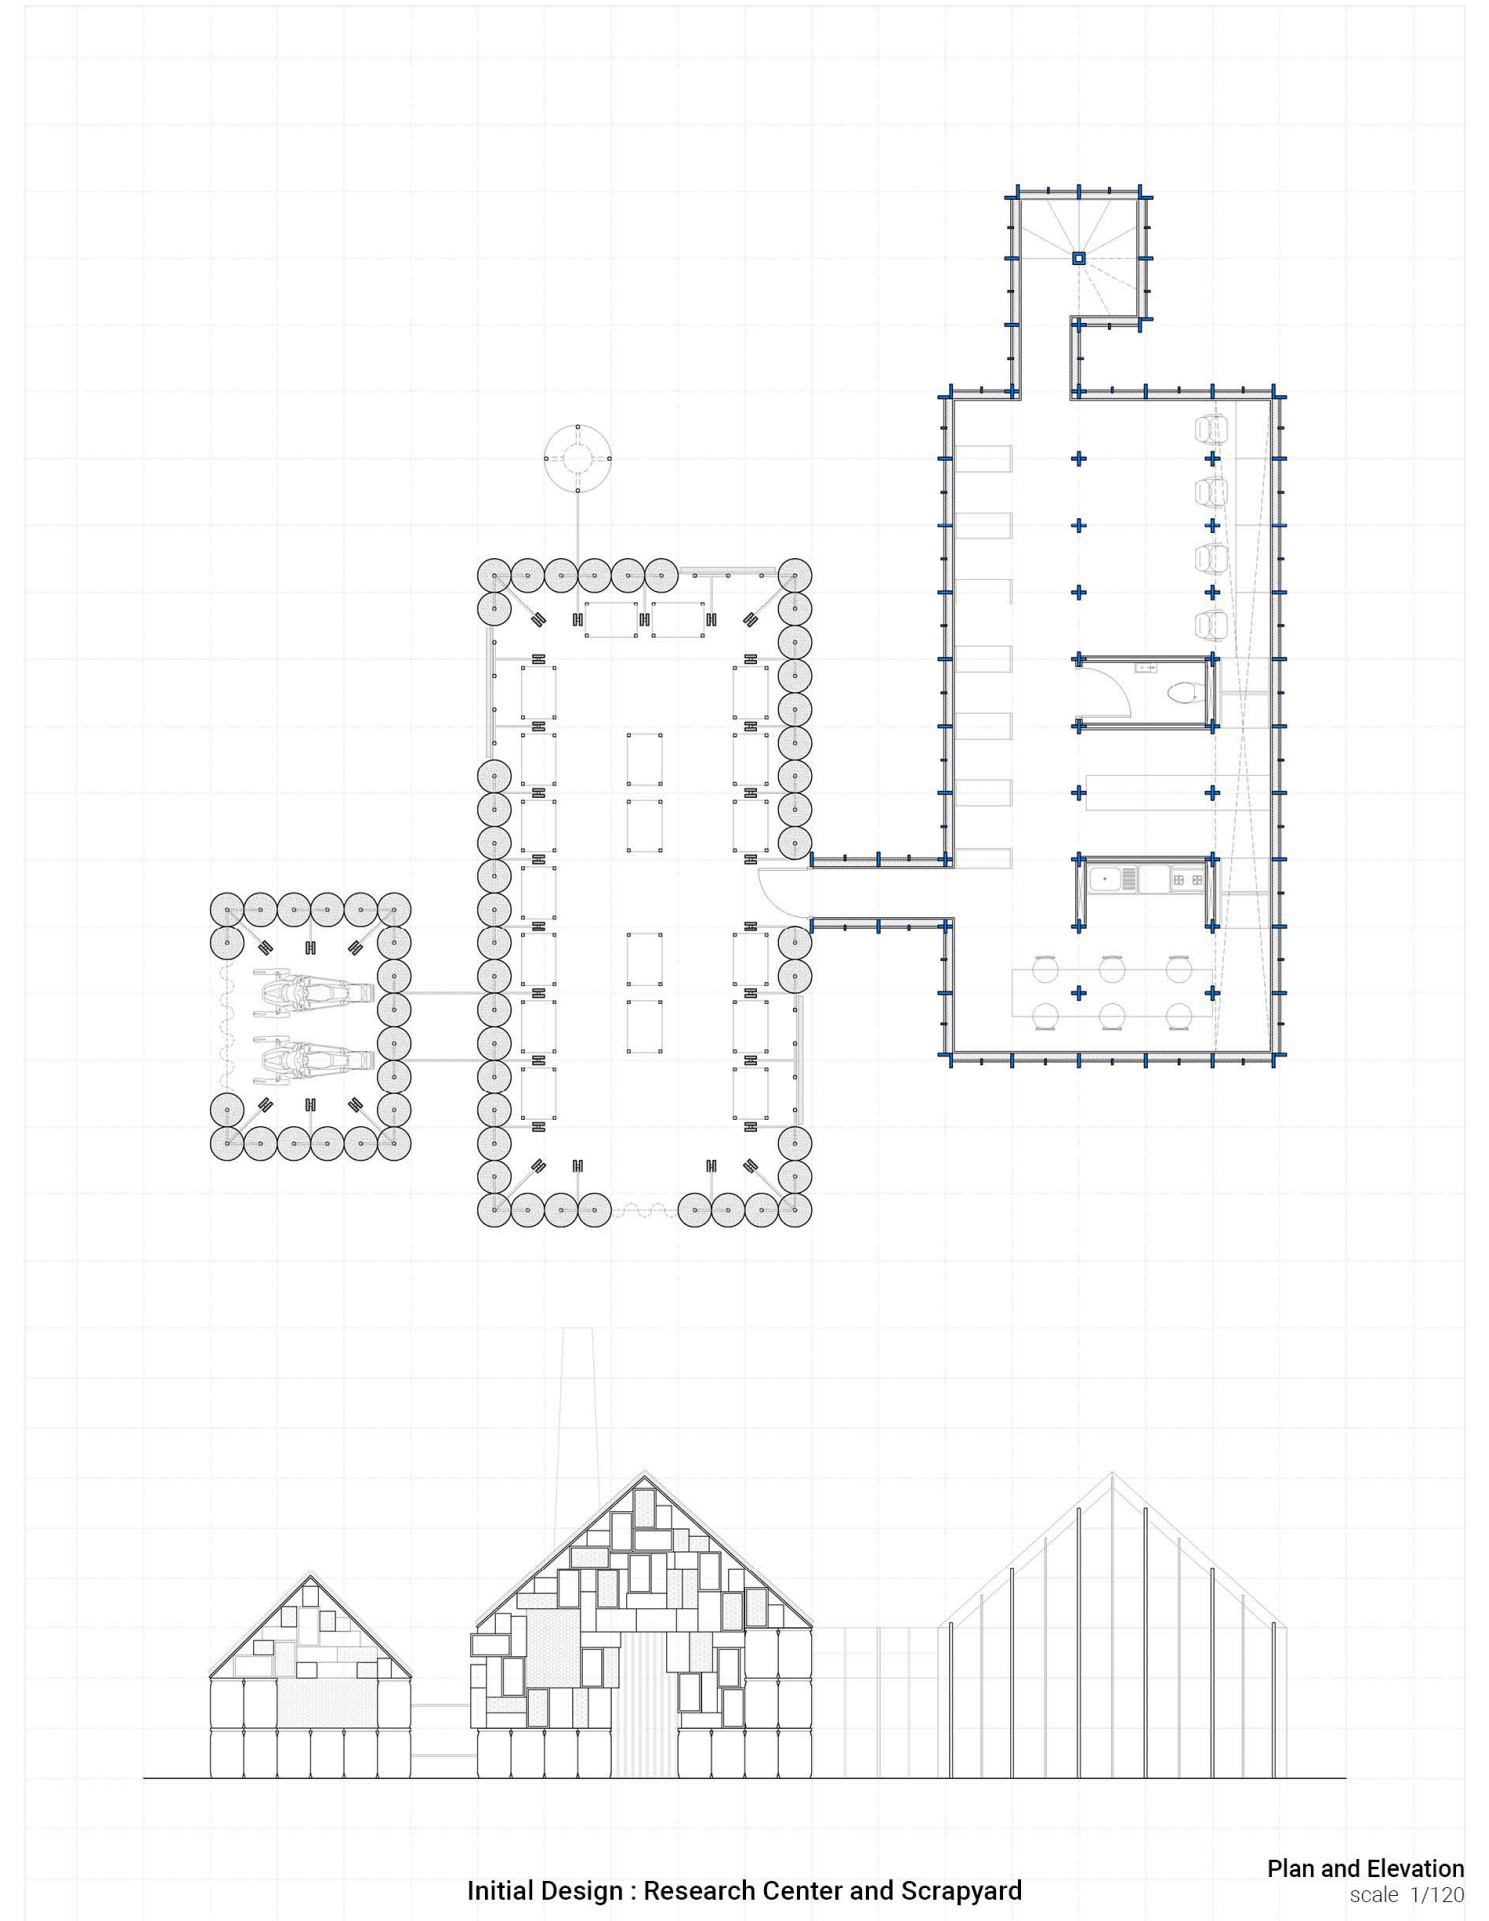 Plan and Elevation
Initial Design : Research Center and Scrapyard
scale 1/120